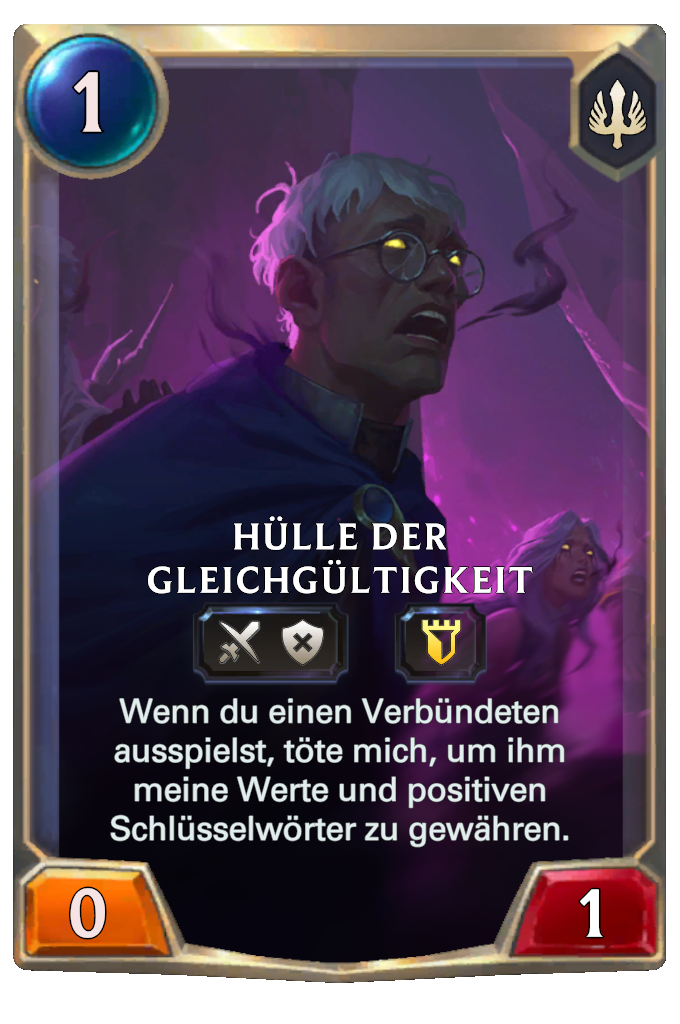 1
HÜLLE DER
GLEICHGÜLTIGKEIT
Wenn du einen Verbündeten
ausspielst, töte mich, um ihm
meine Werte und positiven
Schlüsselwörter zu gewähren.
0
1